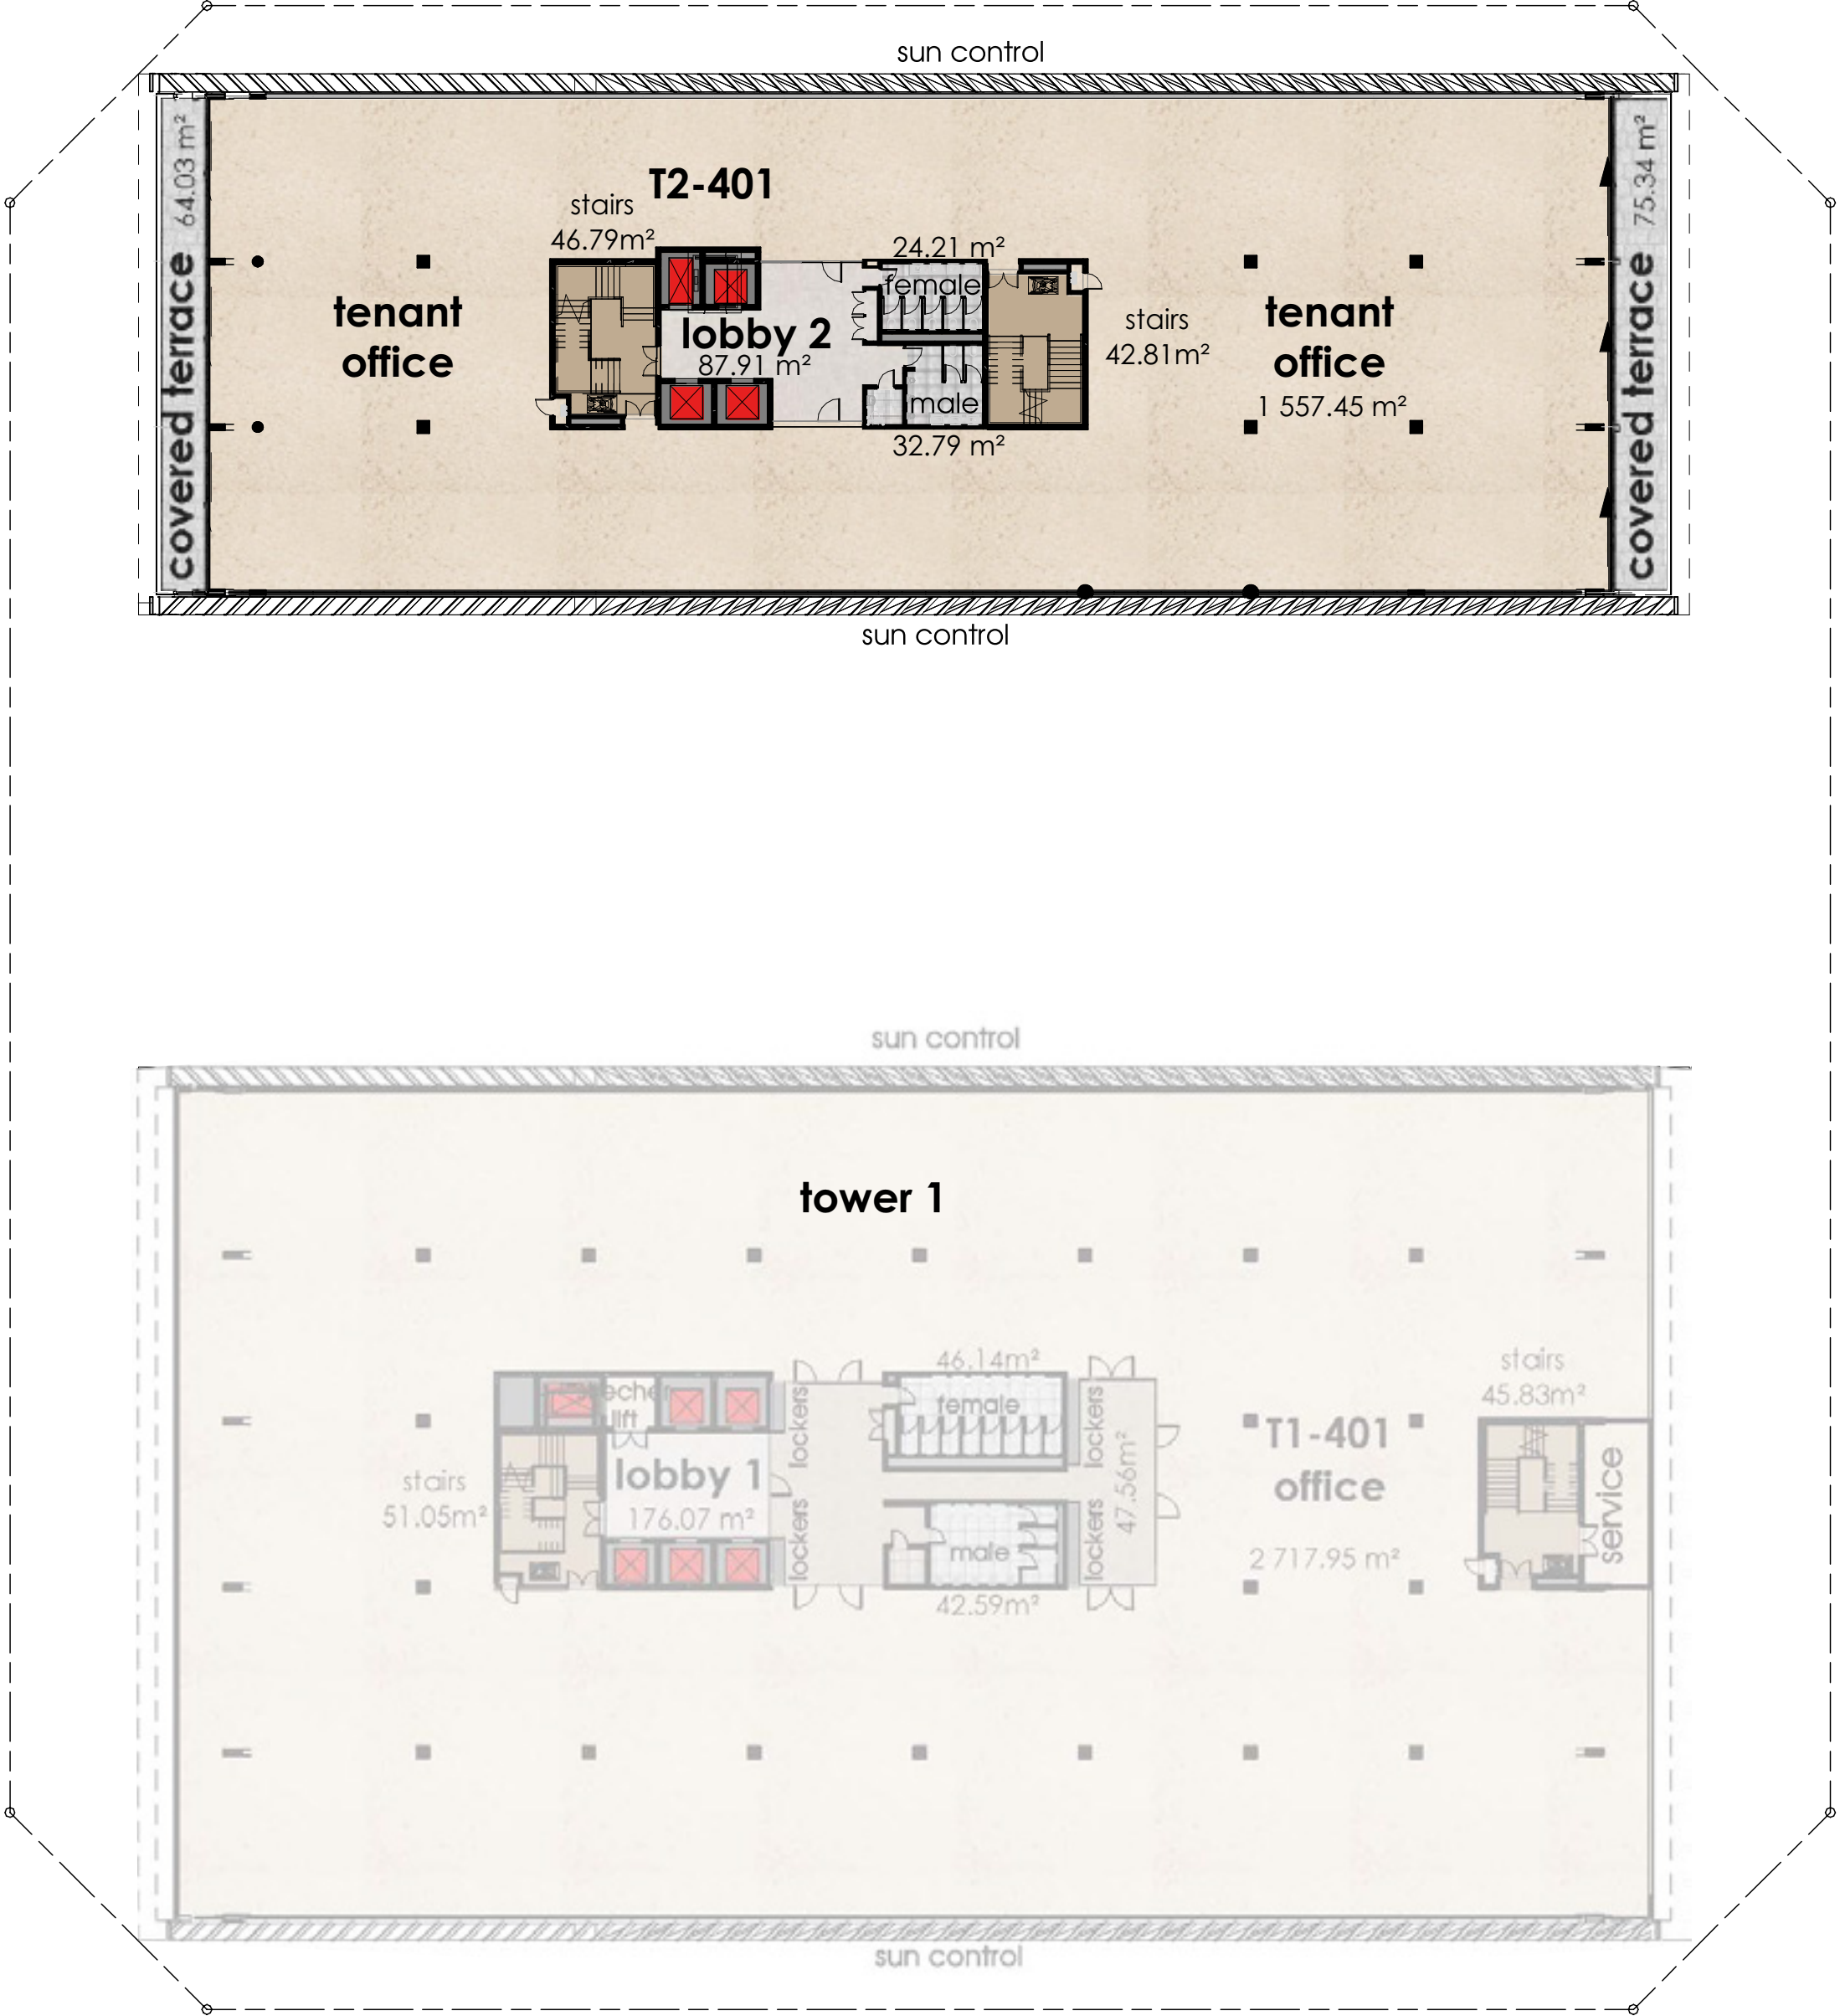 sun control
T2-401
stairs
46.79m²
24.21 m²
female
lobby 2
87.91 m²
male
32.79 m²
stairs
42.81m²
tenant
office
tenant
office
1 557.45 m²
covered terrace 64.03 m²
covered terrace 75.34 m²
sun control
sun control
tower 1
46.14m²
female
lift
lockers
lockers
lobby 1
176.07 m²
stairs
51.05m²
lockers
lockers
47.56m²
male
42.59m²
T1-401
office
2 717.95 m²
stairs
45.83m²
service
sun control